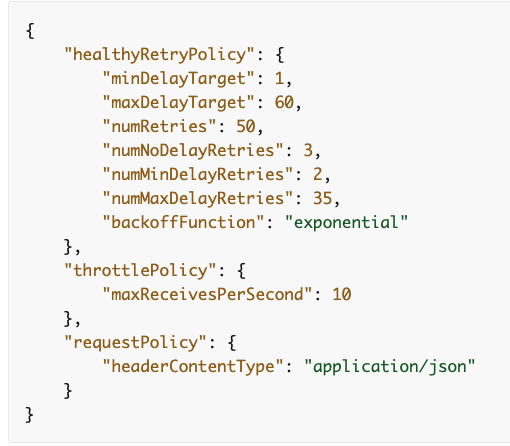 {
    "healthyRetryPolicy": {
        "minDelayTarget": 1,
        "maxDelayTarget": 60,
        "numRetries": 50,
        "numNoDelayRetries": 3,
        "numMinDelayRetries": 2,
        "numMaxDelayRetries": 35,
        "backoffFunction": "exponential"
    },
    "throttlePolicy": {
        "maxReceivesPerSecond": 10
    },
    "requestPolicy": {
        "headerContentType": "application/json"
    }
}